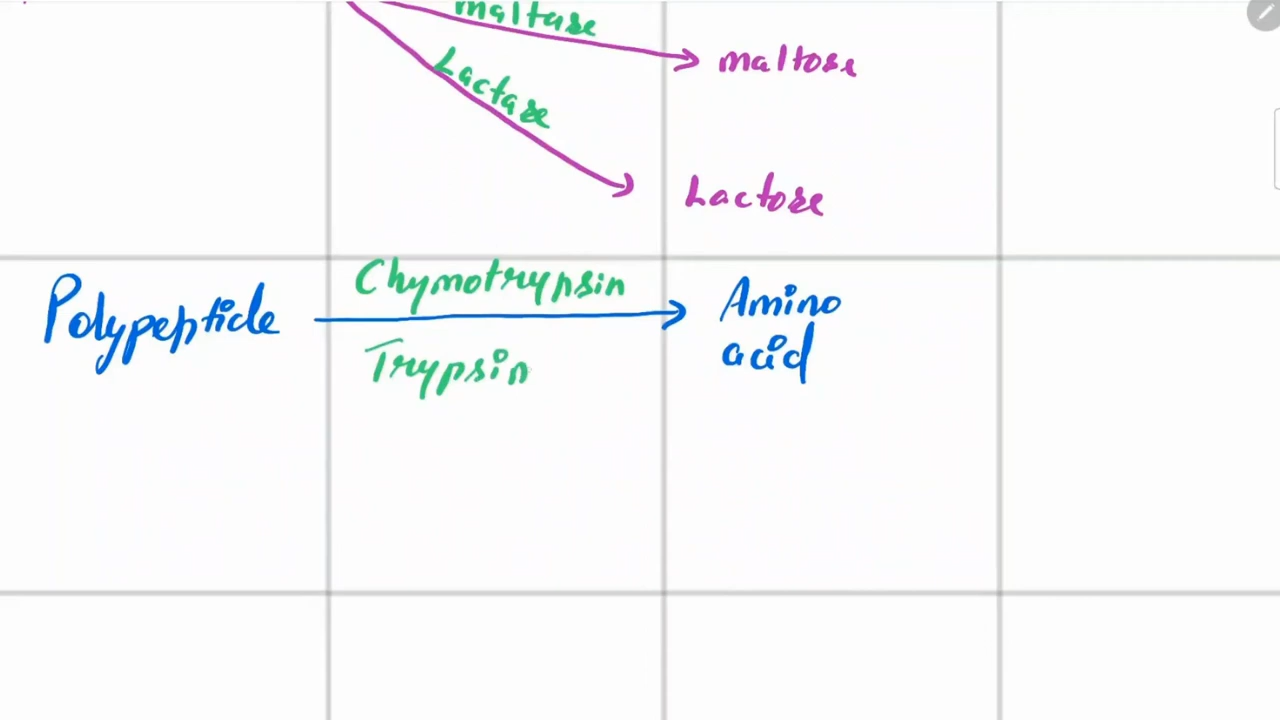 maltase
maltose
Lactase
Lactose
Chymotrypsin
Polypeptide
Amino
acid
Trypsin